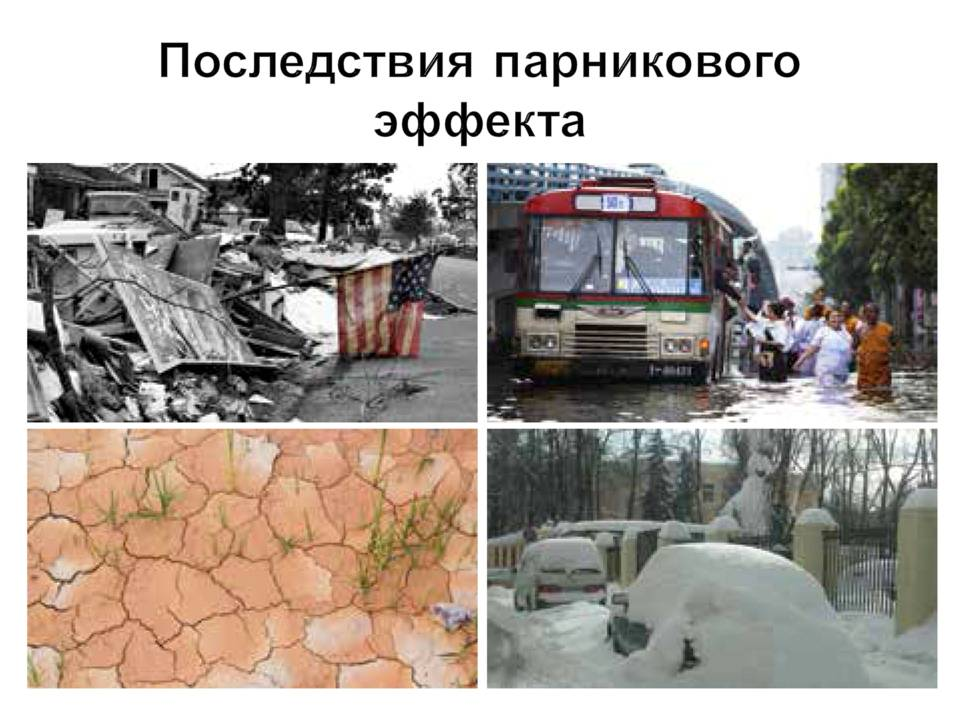 Последствия парникового
эффекта